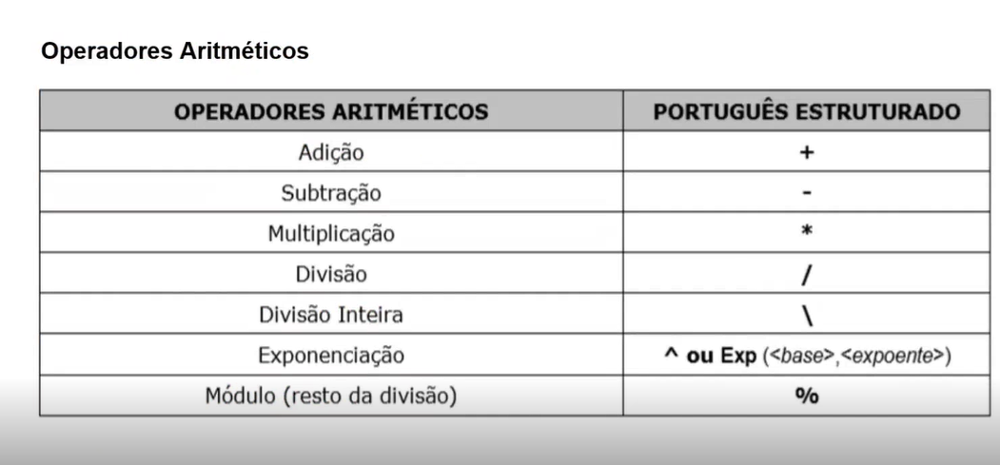 Operadores Aritméticos
OPERADORES ARITMÉTICOS PORTUGUÊS ESTRUTURADO
Adição +
Subtração -
Multiplicação *
Divisão /
Divisão Inteira \
Exponenciação ^ ou Exp (<base>,<expoente>)
Módulo (resto da divisão) %